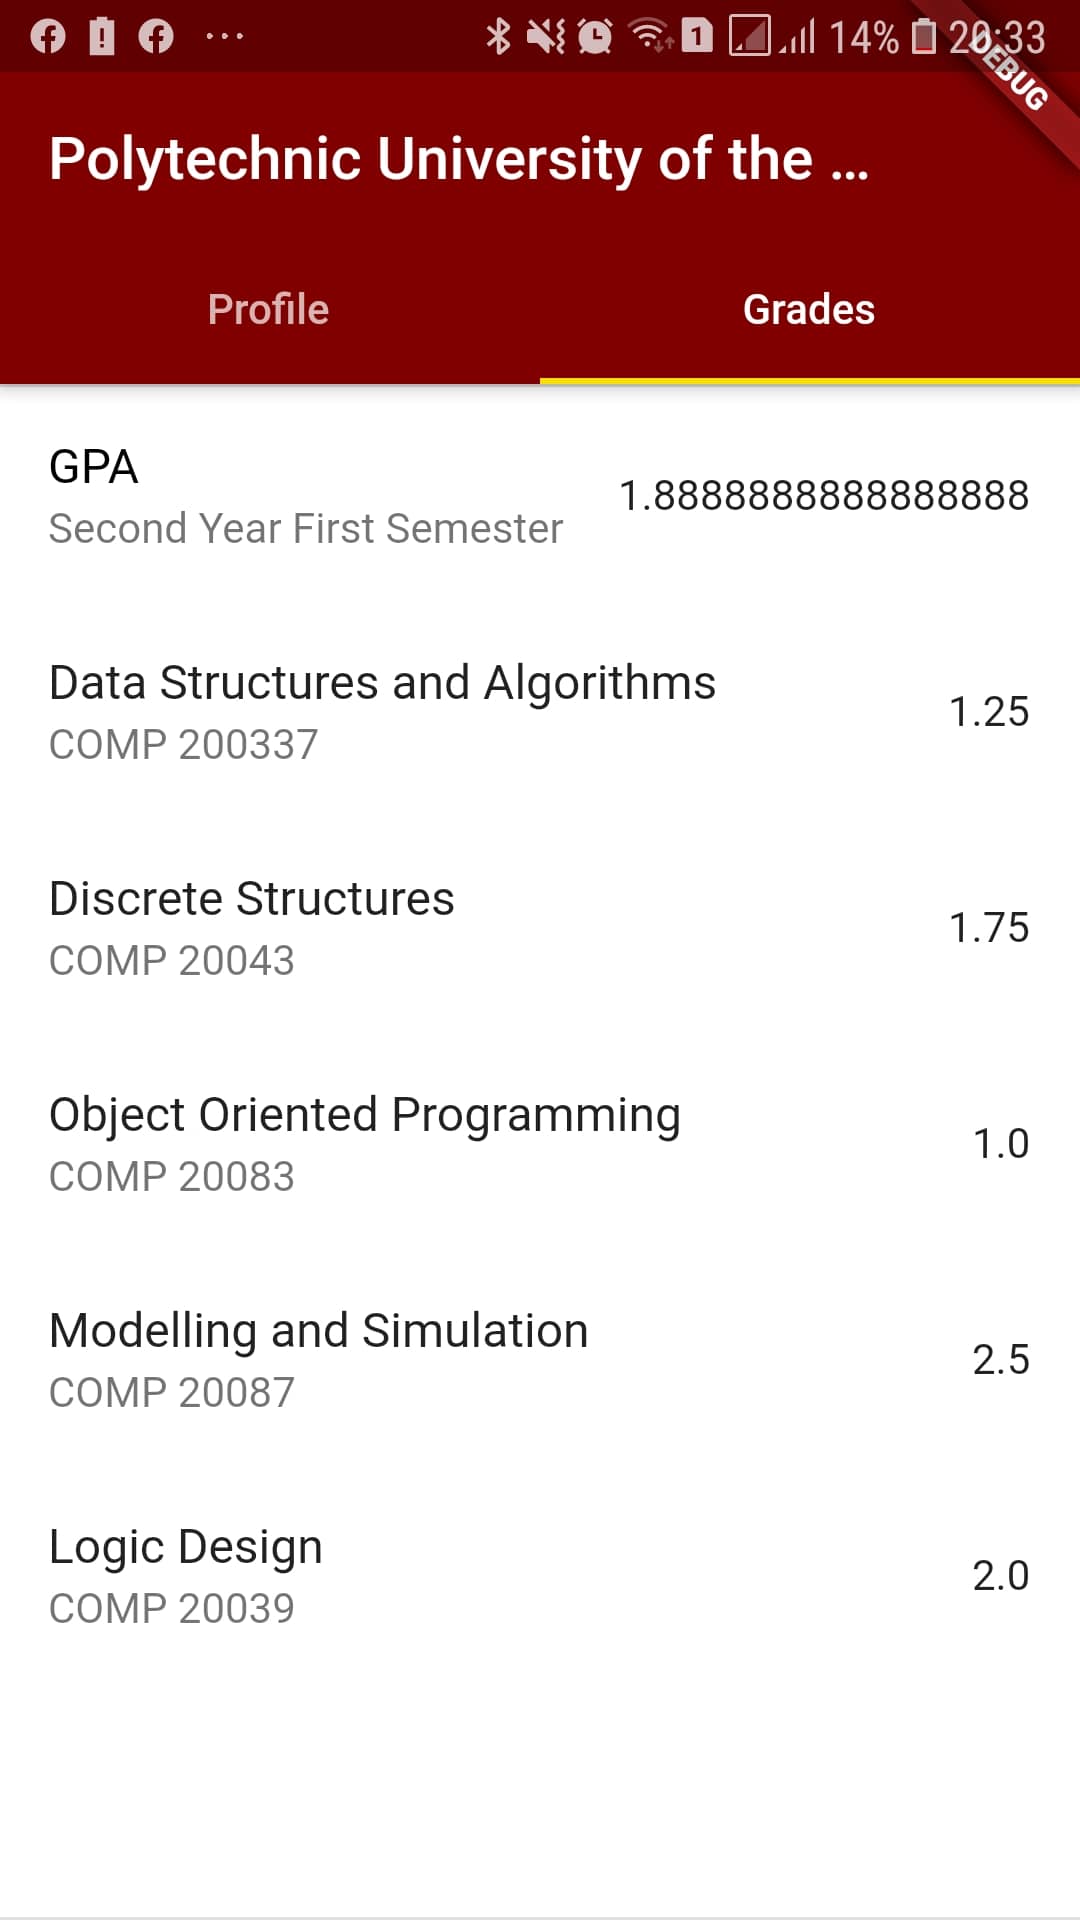 14% 20:33
DEBUG
Polytechnic University of the ...
Profile Grades
GPA
1.8888888888888888
Second Year First Semester
Data Structures and Algorithms
1.25
COMP 200337
Discrete Structures
1.75
COMP 20043
Object Oriented Programming
1.0
COMP 20083
Modelling and Simulation
2.5
COMP 20087
Logic Design
2.0
COMP 20039